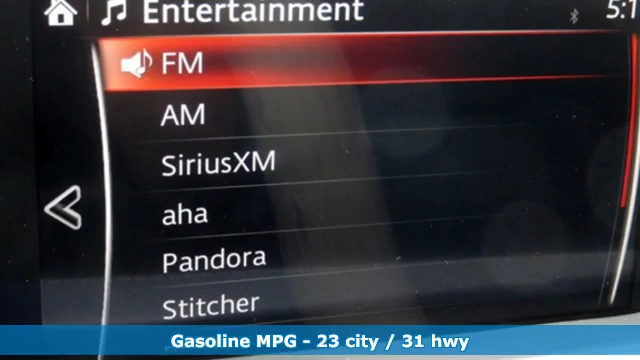 Entertainment
FM
AM
SiriusXM
aha
Pandora
Stitcher
Gasoline MPG - 23 city / 31 hwy